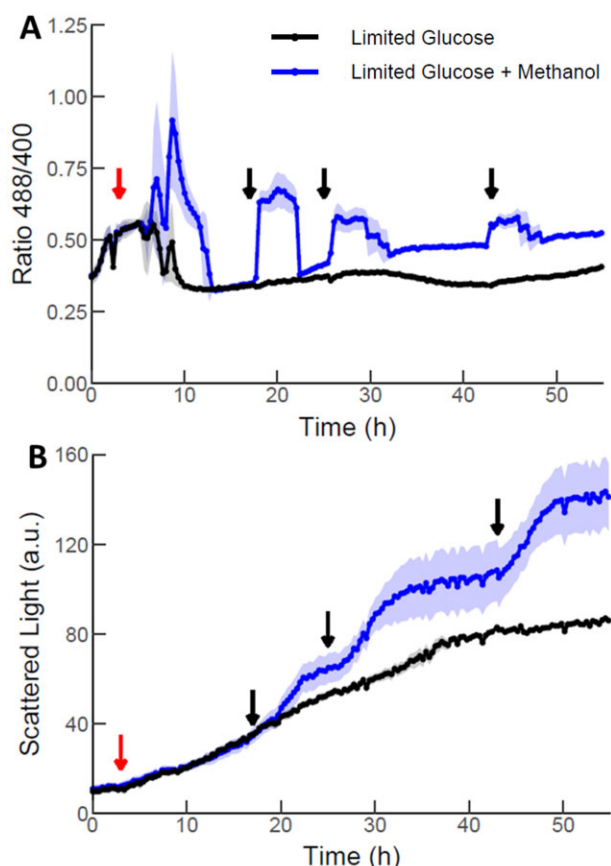 A
Limited Glucose
Limited Glucose + Methanol
Ratio 488/400
1.25
1.00
0.75
0.50
0.25
0.00
0 10 20 30 40 50
Time (h)
B
Scattered Light (a.u.)
160
120
80
40
0
0 10 20 30 40 50
Time (h)